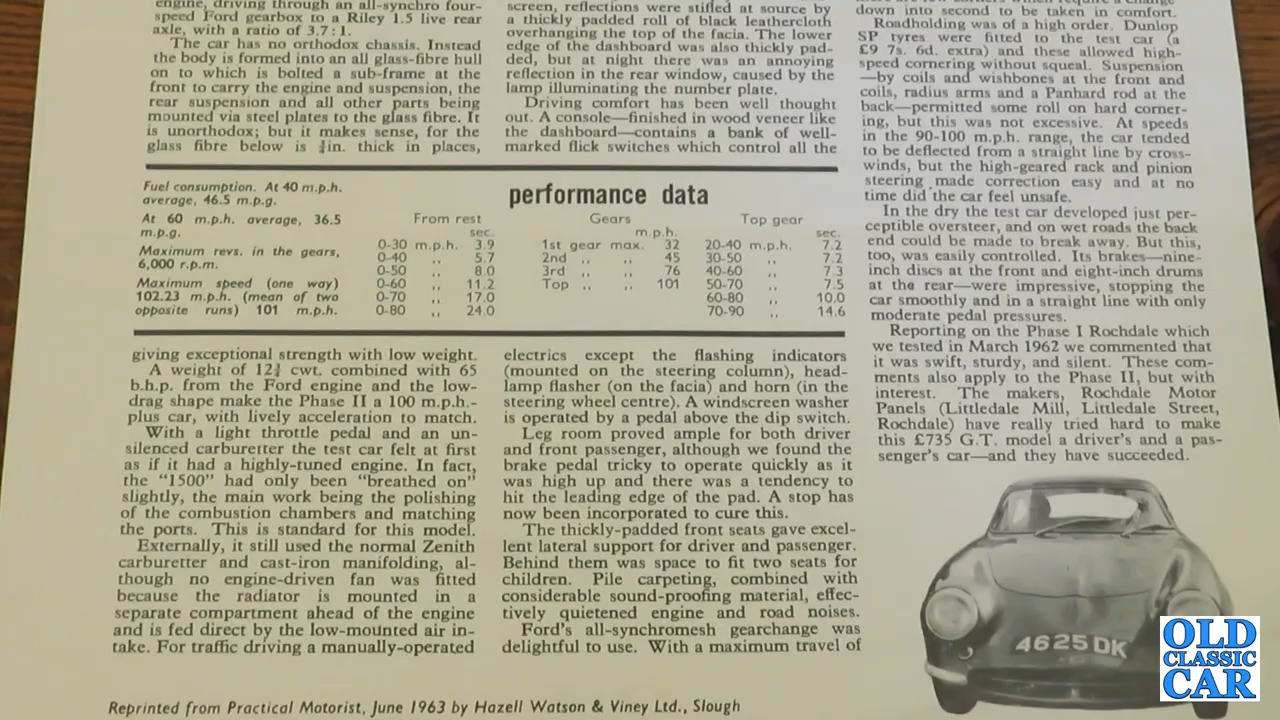 engine, driving through an all-synchro four-
speed Ford gearbox to a Riley 1.5 live rear
axle, with a ratio of 3.7 : 1.
The car has no orthodox chassis. Instead
the body is formed into an all glass-fibre hull
on to which is bolted a sub-frame at the
front to carry the engine and suspension, the
rear suspension and all other parts being
mounted via steel plates to the glass fibre. It
is unorthodox; but it makes sense, for the
glass fibre below is ¾in. thick in places,
screen, reflections were stifled at source by
a thickly padded roll of black leathercloth
overhanging the top of the facia. The lower
edge of the dashboard was also thickly pad-
ded, but at night there was an annoying
reflection in the rear window, caused by the
lamp illuminating the number plate.
Driving comfort has been well thought
out. A console—finished in wood veneer like
the dashboard—contains a bank of well-
marked flick switches which control all the
performance data
Fuel consumption. At 40 m.p.h.
average, 46.5 m.p.g.
At 60 m.p.h. average, 36.5
m.p.g.
Maximum revs. in the gears,
6,000 r.p.m.
Maximum speed (one way)
102.23 m.p.h. (mean of two
opposite runs) 101 m.p.h.
From rest
sec.
0-30 m.p.h. 3.9
0-40 ,, 5.7
0-50 ,, 8.0
0-60 ,, 11.2
0-70 ,, 17.0
0-80 ,, 24.0
Gears
m.p.h.
1st gear max. 32
2nd ,, ,, 45
3rd ,, ,, 76
Top ,, ,, 101
Top gear
sec.
20-40 m.p.h. 7.2
30-50 ,, 7.2
40-60 ,, 7.3
50-70 ,, 7.5
60-80 ,, 10.0
70-90 ,, 14.6
giving exceptional strength with low weight.
A weight of 12¾ cwt. combined with 65
b.h.p. from the Ford engine and the low-
drag shape make the Phase II a 100 m.p.h.-
plus car, with lively acceleration to match.
With a light throttle pedal and an un-
silenced carburetter the test car felt at first
as if it had a highly-tuned engine. In fact,
the "1500" had only been "breathed on"
slightly, the main work being the polishing
of the combustion chambers and matching
the ports. This is standard for this model.
Externally, it still used the normal Zenith
carburetter and cast-iron manifolding, al-
though no engine-driven fan was fitted
because the radiator is mounted in a
separate compartment ahead of the engine
and is fed direct by the low-mounted air in-
take. For traffic driving a manually-operated
electrics except the flashing indicators
(mounted on the steering column), head-
lamp flasher (on the facia) and horn (in the
steering wheel centre). A windscreen washer
is operated by a pedal above the dip switch.
Leg room proved ample for both driver
and front passenger, although we found the
brake pedal tricky to operate quickly as it
was high up and there was a tendency to
hit the leading edge of the pad. A stop has
now been incorporated to cure this.
The thickly-padded front seats gave excel-
lent lateral support for driver and passenger.
Behind them was space to fit two seats for
children. Pile carpeting, combined with
considerable sound-proofing material, effec-
tively quietened engine and road noises.
Ford's all-synchromesh gearchange was
delightful to use. With a maximum travel of
down into second to be taken in comfort.
Roadholding was of a high order. Dunlop
SP tyres were fitted to the test car (a
£9 7s. 6d. extra) and these allowed high-
speed cornering without squeal. Suspension
—by coils and wishbones at the front and
coils, radius arms and a Panhard rod at the
back—permitted some roll on hard corner-
ing, but this was not excessive. At speeds
in the 90-100 m.p.h. range, the car tended
to be deflected from a straight line by cross-
winds, but the high-geared rack and pinion
steering made correction easy and at no
time did the car feel unsafe.
In the dry the test car developed just per-
ceptible oversteer, and on wet roads the back
end could be made to break away. But this,
too, was easily controlled. Its brakes—nine-
inch discs at the front and eight-inch drums
at the rear—were impressive, stopping the
car smoothly and in a straight line with only
moderate pedal pressures.
Reporting on the Phase I Rochdale which
we tested in March 1962 we commented that
it was swift, sturdy, and silent. These com-
ments also apply to the Phase II, but with
interest. The makers, Rochdale Motor
Panels (Littledale Mill, Littledale Street,
Rochdale) have really tried hard to make
this £735 G.T. model a driver's and a pas-
senger's car—and they have succeeded.
4625 DK
OLD
CLASSIC
CAR
Reprinted from Practical Motorist, June 1963 by Hazell Watson & Viney Ltd., Slough